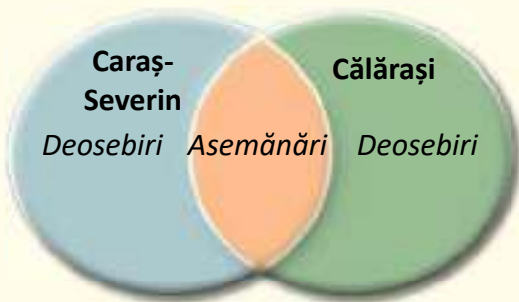 Caraș-
Severin
Călărași
Deosebiri
Asemănări
Deosebiri